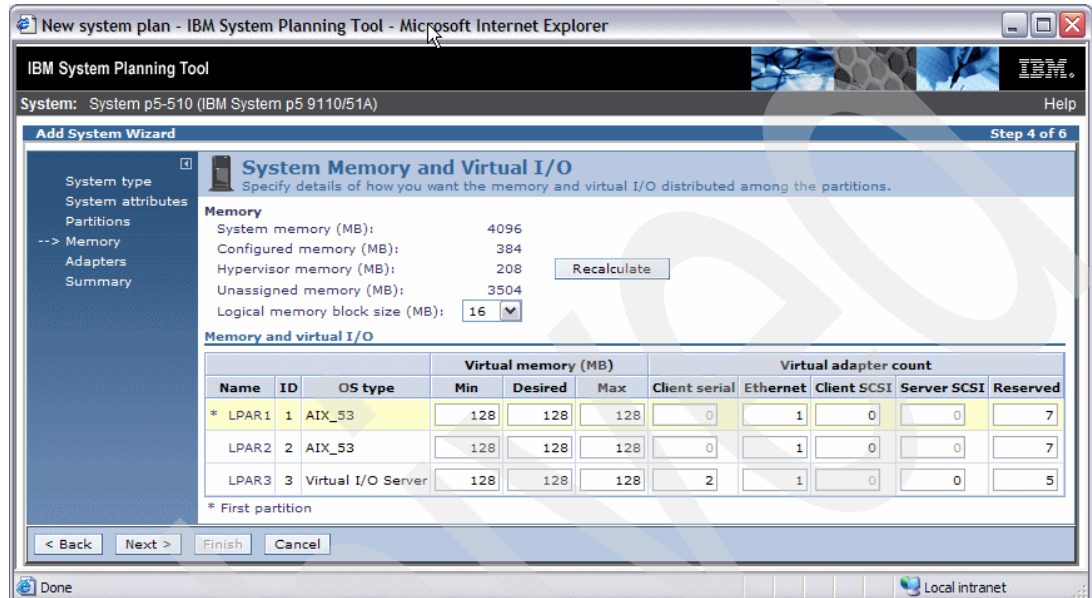 New system plan - IBM System Planning Tool - Microsoft Internet Explorer
IBM System Planning Tool
IBM.
System: System p5-510 (IBM System p5 9110/51A)
Help
Add System Wizard
Step 4 of 6
System type
System attributes
Partitions
--> Memory
Adapters
Summary
System Memory and Virtual I/O
Specify details of how you want the memory and virtual I/O distributed among the partitions.
Memory
System memory (MB): 4096
Configured memory (MB): 384
Hypervisor memory (MB): 208 Recalculate
Unassigned memory (MB): 3504
Logical memory block size (MB): 16
Memory and virtual I/O
Virtual memory (MB) Virtual adapter count
Name ID OS type Min Desired Max Client serial Ethernet Client SCSI Server SCSI Reserved
* LPAR1 1 AIX_53 128 128 128 0 1 0 0 7
LPAR2 2 AIX_53 128 128 128 0 1 0 0 7
LPAR3 3 Virtual I/O Server 128 128 128 2 1 0 0 5
* First partition
< Back Next > Finish Cancel
Done
Local intranet